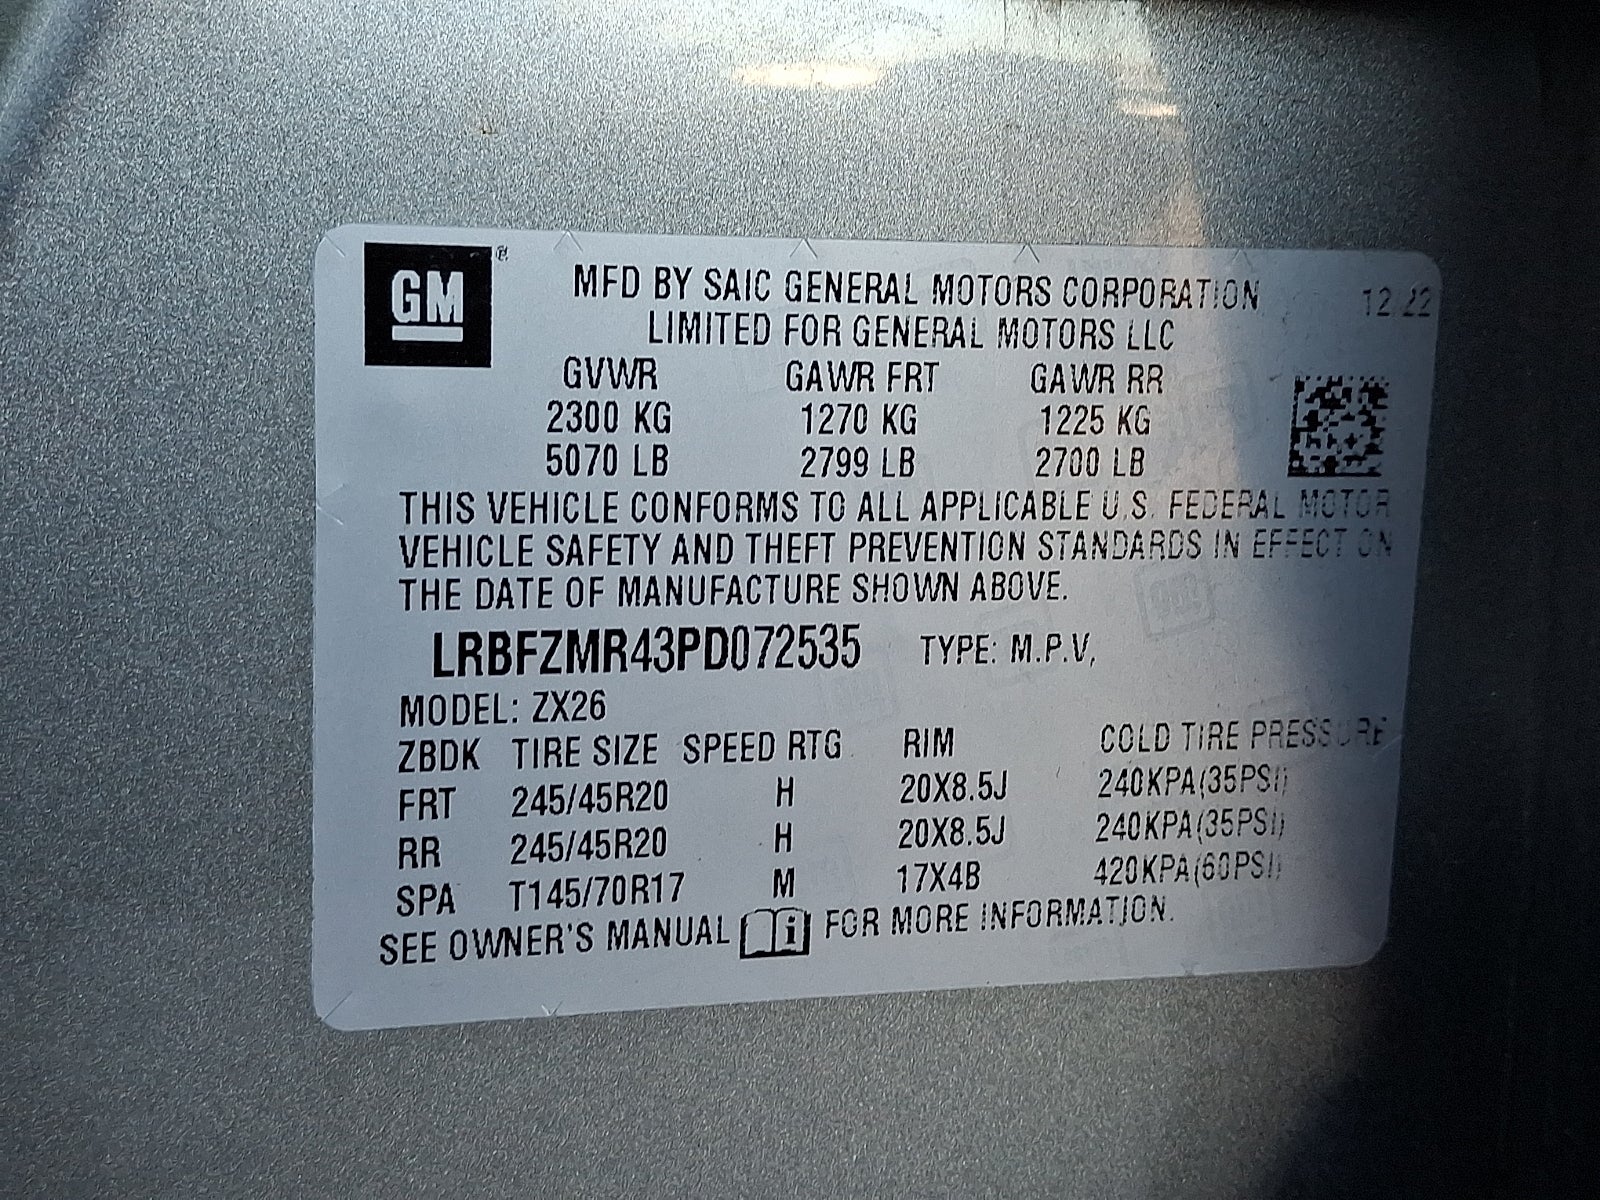 GM
MFD BY SAIC GENERAL MOTORS CORPORATION 12 22
LIMITED FOR GENERAL MOTORS LLC
GVWR GAWR FRT GAWR RR
2300 KG 1270 KG 1225 KG
5070 LB 2799 LB 2700 LB
THIS VEHICLE CONFORMS TO ALL APPLICABLE U.S. FEDERAL MOTOR
VEHICLE SAFETY AND THEFT PREVENTION STANDARDS IN EFFECT ON
THE DATE OF MANUFACTURE SHOWN ABOVE.
LRBFZMR43PD072535 TYPE: M.P.V,
MODEL: ZX26
ZBDK TIRE SIZE SPEED RTG RIM COLD TIRE PRESSURE
FRT 245/45R20 H 20X8.5J 240KPA(35PSI)
RR 245/45R20 H 20X8.5J 240KPA(35PSI)
SPA T145/70R17 M 17X4B 420KPA(60PSI)
SEE OWNER'S MANUAL i FOR MORE INFORMATION.